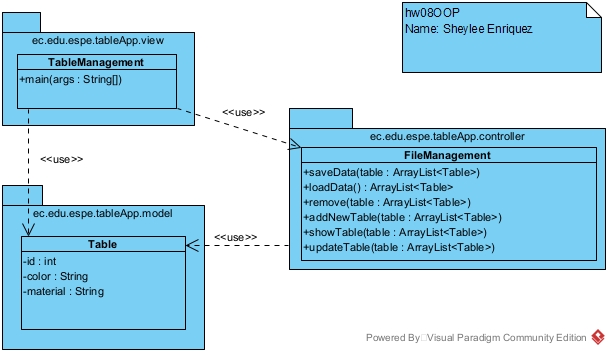 hw08OOP
Name: Sheylee Enriquez
ec.edu.espe.tableApp.view
TableManagement
+main(args : String[])
<<use>>
<<use>>
ec.edu.espe.tableApp.controller
FileManagement
+saveData(table : ArrayList<Table>)
+loadData() : ArrayList<Table>
+remove(table : ArrayList<Table>)
+addNewTable(table : ArrayList<Table>)
+showTable(table : ArrayList<Table>)
+updateTable(table : ArrayList<Table>)
ec.edu.espe.tableApp.model
Table
-id : int
-color : String
-material : String
<<use>>
Powered By Visual Paradigm Community Edition